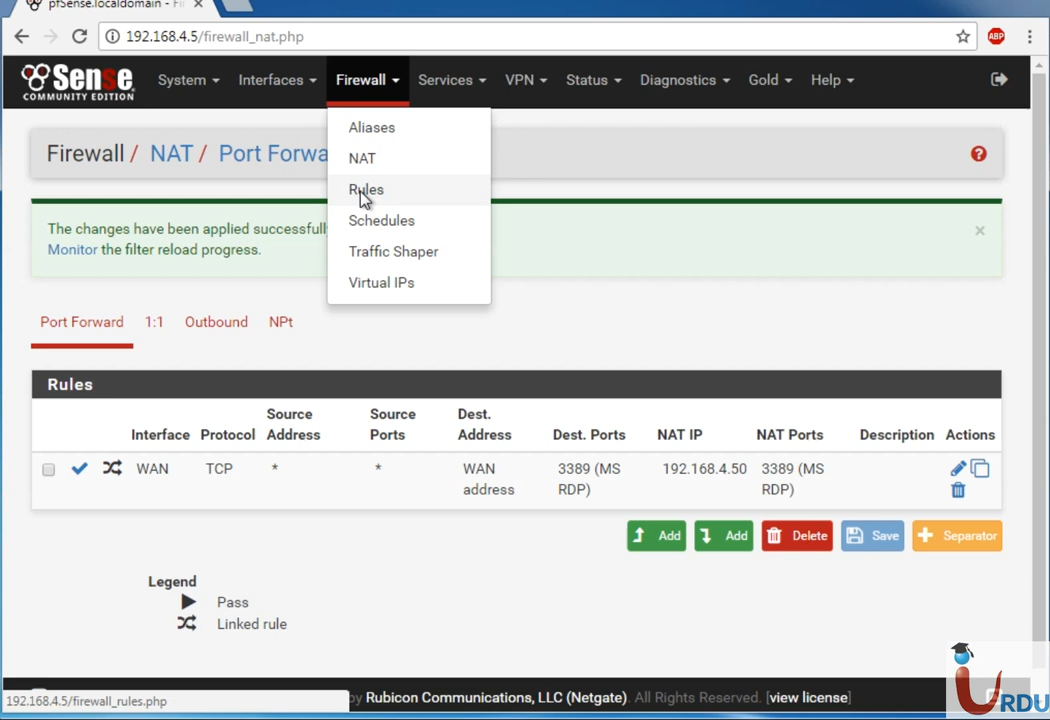 pfSense.localdomain - Fi
192.168.4.5/firewall_nat.php
ABP
Sense
COMMUNITY EDITION
System Interfaces Firewall Services VPN Status Diagnostics Gold Help
Aliases
NAT
Rules
Schedules
Traffic Shaper
Virtual IPs
Firewall / NAT / Port Forwa
The changes have been applied successfull
Monitor the filter reload progress.
Port Forward 1:1 Outbound NPt
Rules
Interface Protocol Source Address Source Ports Dest. Address Dest. Ports NAT IP NAT Ports Description Actions
WAN TCP * * WAN address 3389 (MS RDP) 192.168.4.50 3389 (MS RDP)
Add Add Delete Save Separator
Legend
Pass
Linked rule
by Rubicon Communications, LLC (Netgate). All Rights Reserved. [view license]
192.168.4.5/firewall_rules.php
URDU